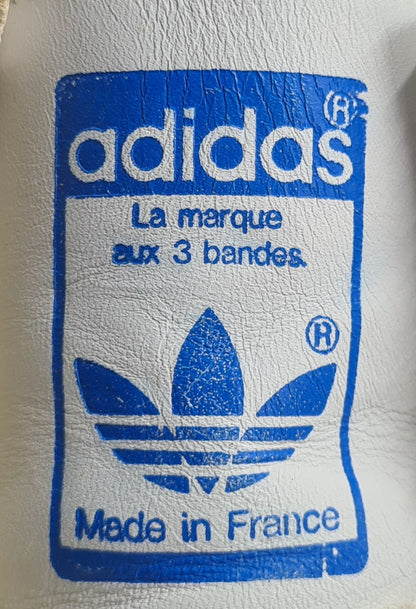 adidas®
La marque
aux 3 bandes.
®
Made in France